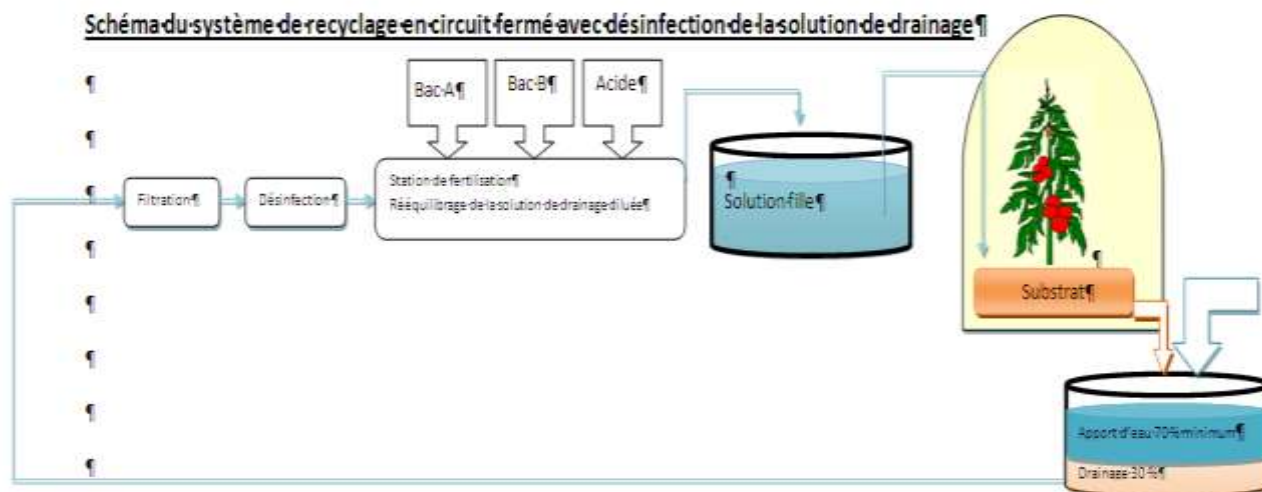 Schéma·du·système·de·recyclage·en·circuit·fermé·avec·désinfection·de·la·solution·de·drainage¶
¶
¶
¶
¶
¶
¶
¶
¶
Bac·A¶
Bac·B¶
Acide¶
Filtration¶
Désinfection¶
Station·de·fertilisation¶
Rééquilibrage·de·la·solution·de·drainage·diluée¶
¶
Solution·fille¶
¶
Substrat¶
Apport·d'eau·70%·minimum¶
Drainage·30·%¶